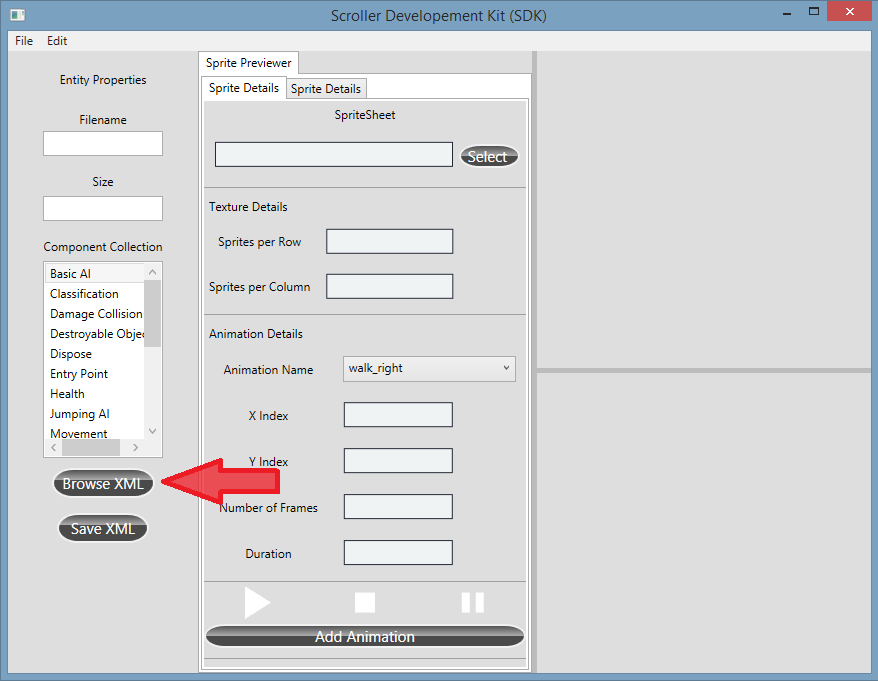 Scroller Developement Kit (SDK)
File Edit
Entity Properties
Filename
Size
Component Collection
Basic AI
Classification
Damage Collision
Destroyable Objec
Dispose
Entry Point
Health
Jumping AI
Movement
Browse XML
Save XML
Sprite Previewer
Sprite Details Sprite Details
SpriteSheet
Select
Texture Details
Sprites per Row
Sprites per Column
Animation Details
Animation Name walk_right
X Index
Y Index
Number of Frames
Duration
Add Animation